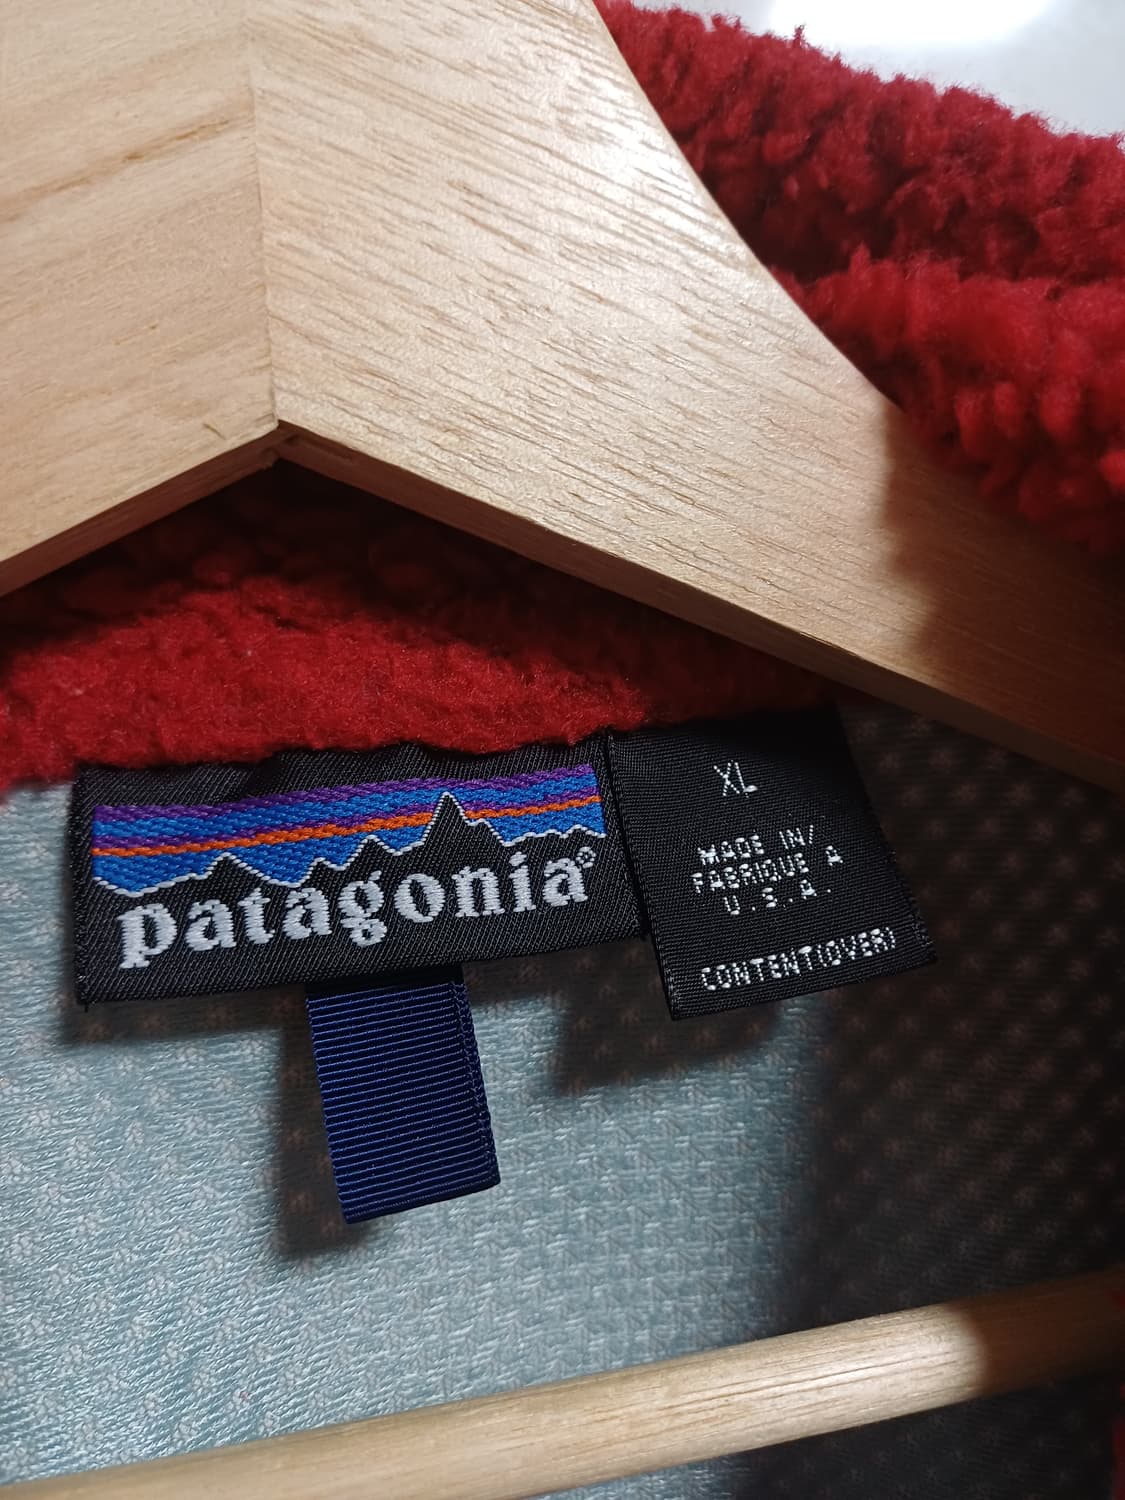 patagonia®
XL
MADE IN/
FABRIQUE A
U.S.A.
CONTENT(OVER)